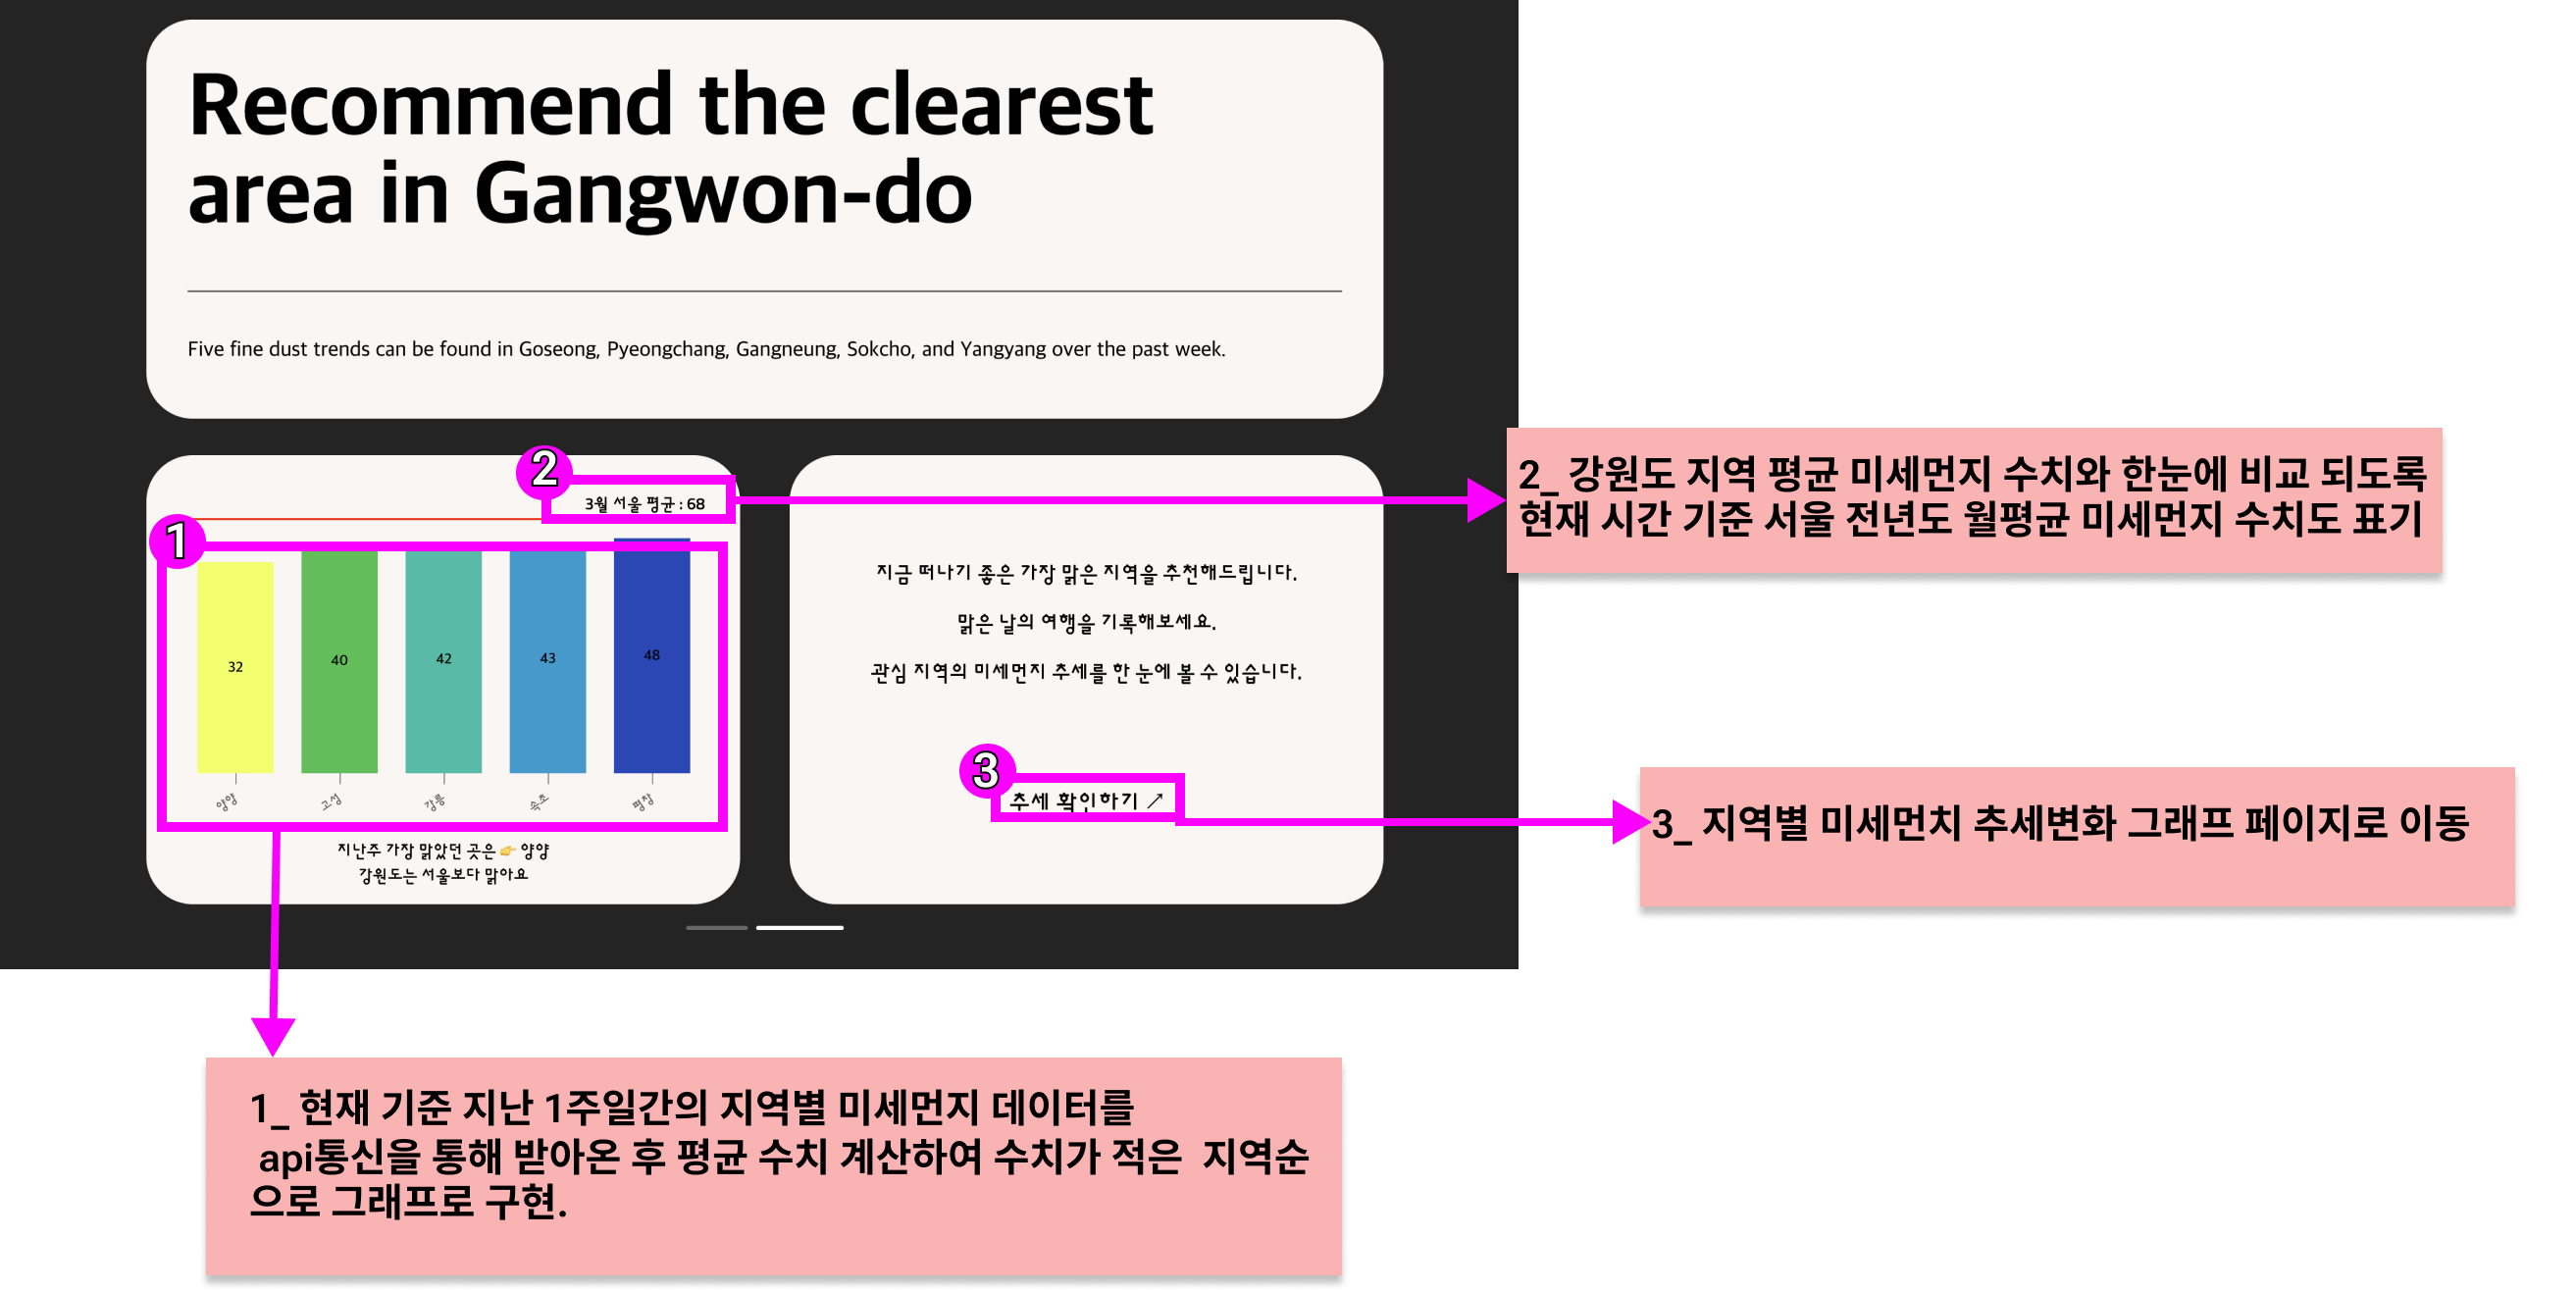 Recommend the clearest
area in Gangwon-do
Five fine dust trends can be found in Goseong, Pyeongchang, Gangneung, Sokcho, and Yangyang over the past week.
2
3월 서울 평균 : 68
1
32
40
42
43
48
양양
고성
강릉
속초
평창
지난주 가장 맑았던 곳은 👉 양양
강원도는 서울보다 맑아요
지금 떠나기 좋은 가장 맑은 지역을 추천해드립니다.
맑은 날의 여행을 기록해보세요.
관심 지역의 미세먼지 추세를 한 눈에 볼 수 있습니다.
3
추세 확인하기 ↗
2_ 강원도 지역 평균 미세먼지 수치와 한눈에 비교 되도록
현재 시간 기준 서울 전년도 월평균 미세먼지 수치도 표기
3_ 지역별 미세먼치 추세변화 그래프 페이지로 이동
1_ 현재 기준 지난 1주일간의 지역별 미세먼지 데이터를
api통신을 통해 받아온 후 평균 수치 계산하여 수치가 적은 지역순
으로 그래프로 구현.